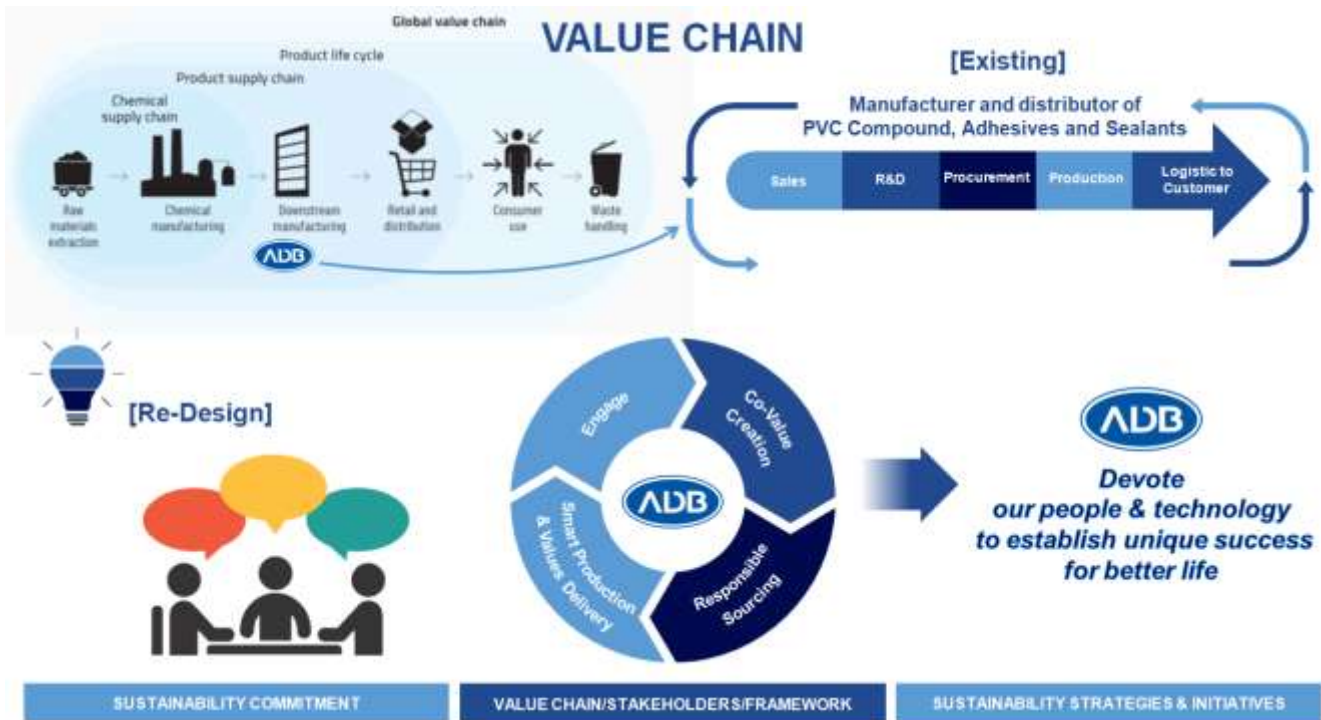 VALUE CHAIN
Global value chain
Product life cycle
Product supply chain
Chemical
supply chain
Raw
materials
extraction
Chemical
manufacturing
Downstream
manufacturing
Retail and
distribution
Consumer
use
Waste
handling
ADB
[Existing]
Manufacturer and distributor of
PVC Compound, Adhesives and Sealants
Sales
R&D
Procurement
Production
Logistic to
Customer
[Re-Design]
Engage
Co-Value
Creation
Responsible
Sourcing
Smart Production
& Values Delivery
ADB
ADB
Devote
our people & technology
to establish unique success
for better life
SUSTAINABILITY COMMITMENT
VALUE CHAIN/STAKEHOLDERS/FRAMEWORK
SUSTAINABILITY STRATEGIES & INITIATIVES